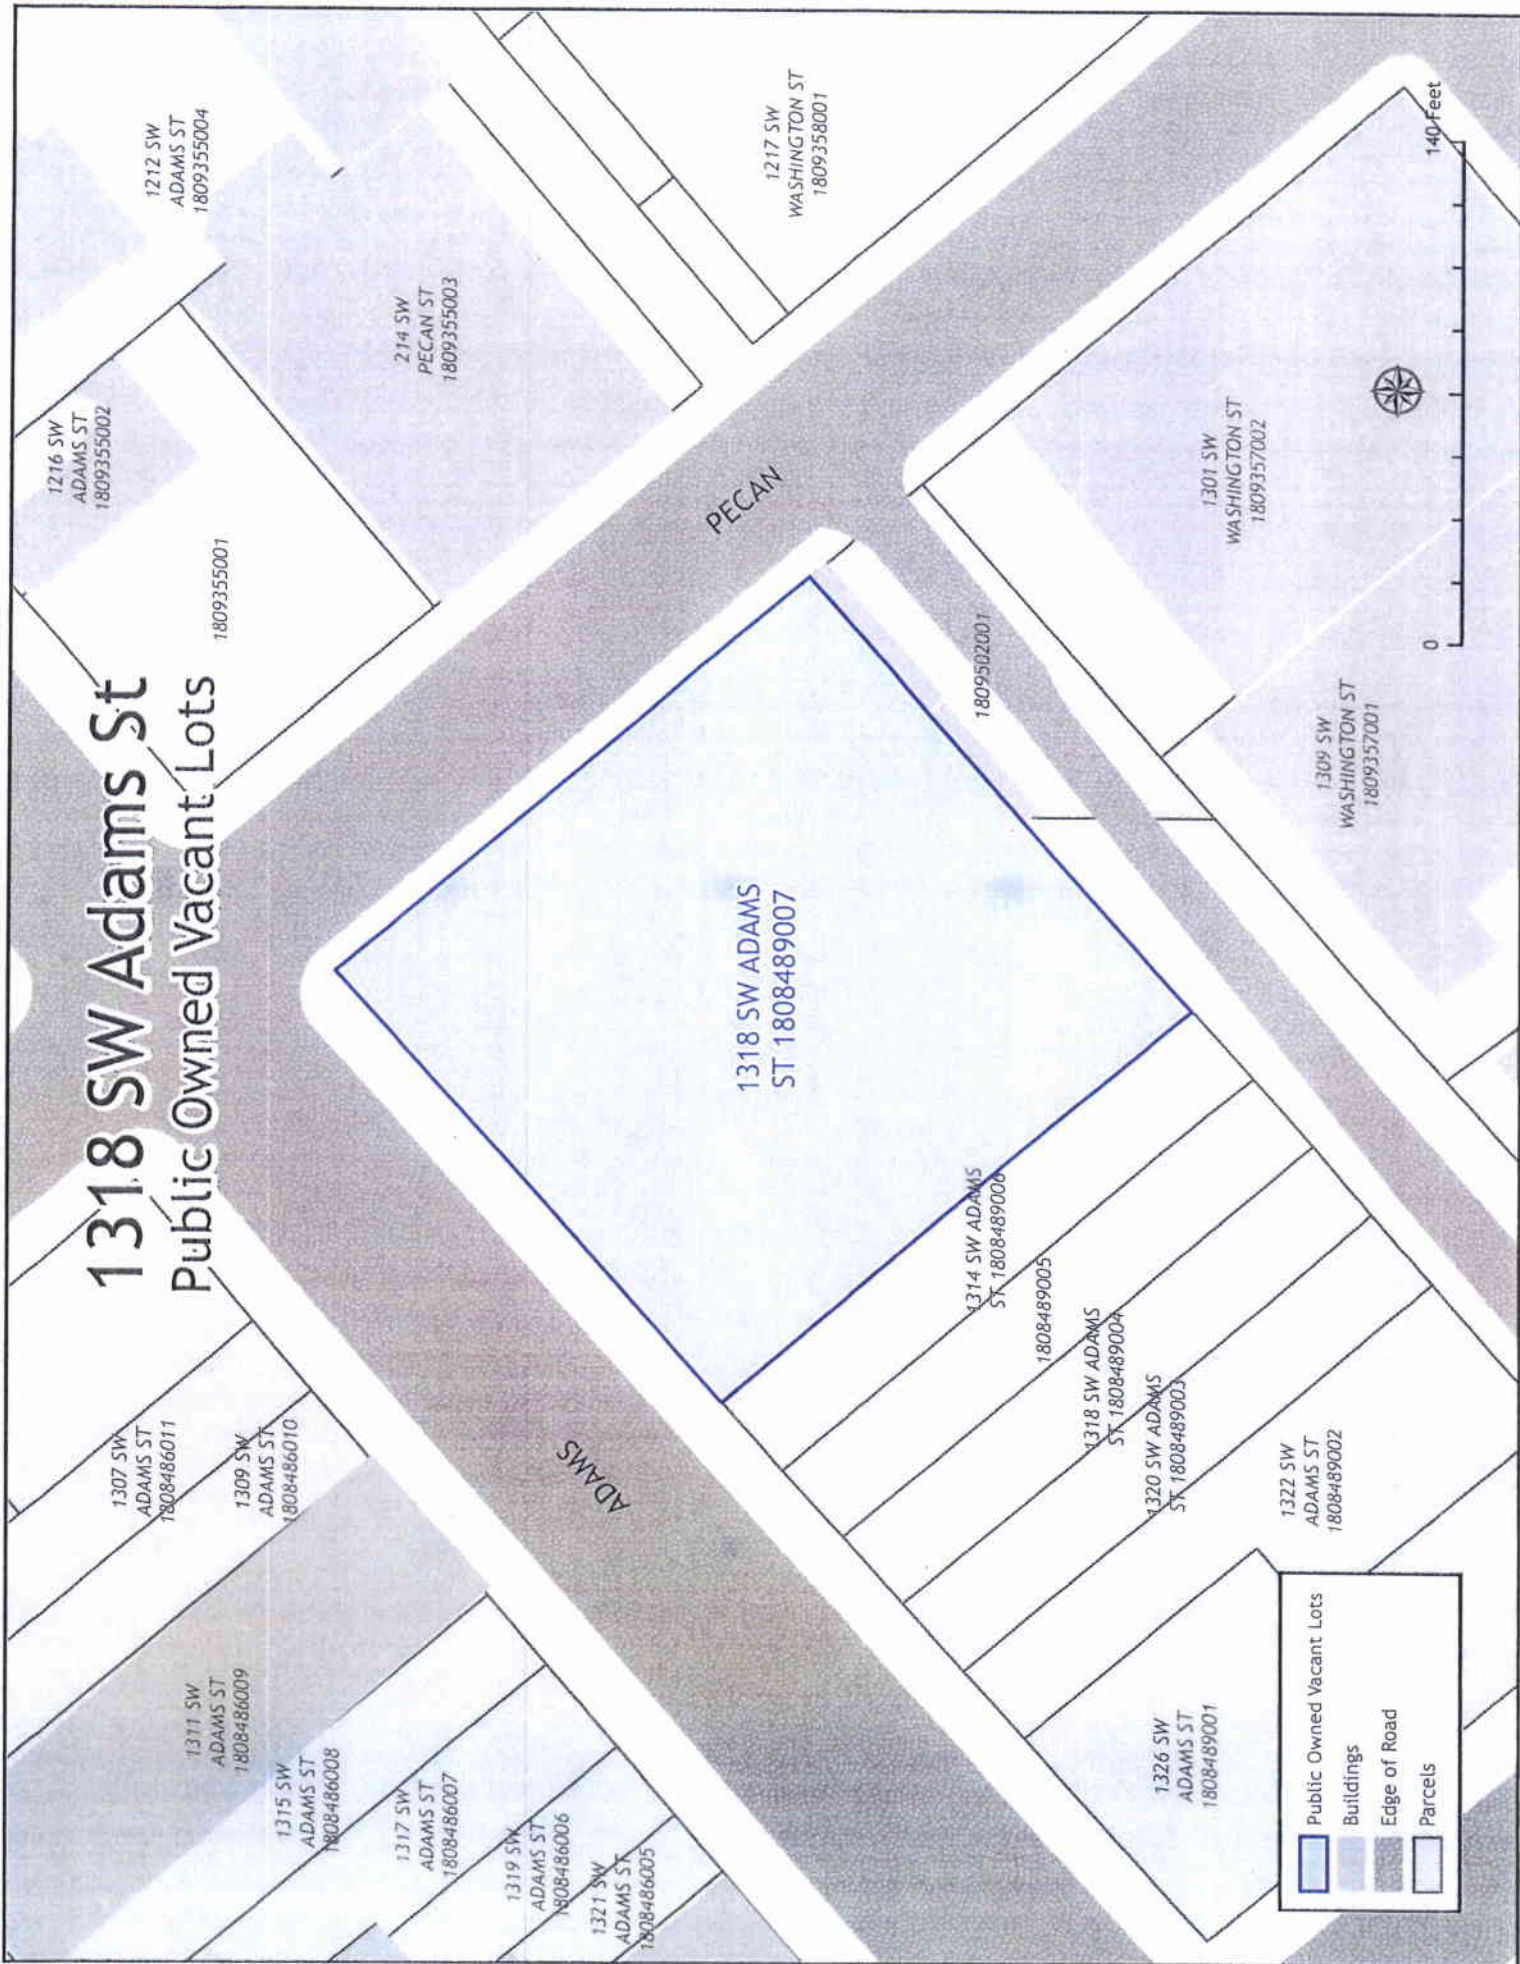 1318 SW Adams St
Public Owned Vacant Lots
1307 SW
ADAMS ST
1808486011
1309 SW
ADAMS ST
1808486010
1311 SW
ADAMS ST
1808486009
1315 SW
ADAMS ST
1808486008
1317 SW
ADAMS ST
1808486007
1319 SW
ADAMS ST
1808486006
1321 SW
ADAMS ST
1808486005
1216 SW
ADAMS ST
1809355002
1212 SW
ADAMS ST
1809355004
1809355001
214 SW
PECAN ST
1809355003
1217 SW
WASHINGTON ST
1809358001
ADAMS
PECAN
1318 SW ADAMS
ST 1808489007
1809502001
1314 SW ADAMS
ST 1808489006
1808489005
1318 SW ADAMS
ST 1808489004
1320 SW ADAMS
ST 1808489003
1322 SW
ADAMS ST
1808489002
1326 SW
ADAMS ST
1808489001
1301 SW
WASHINGTON ST
1809357002
1309 SW
WASHINGTON ST
1809357001
Public Owned Vacant Lots
Buildings
Edge of Road
Parcels
0
140 Feet